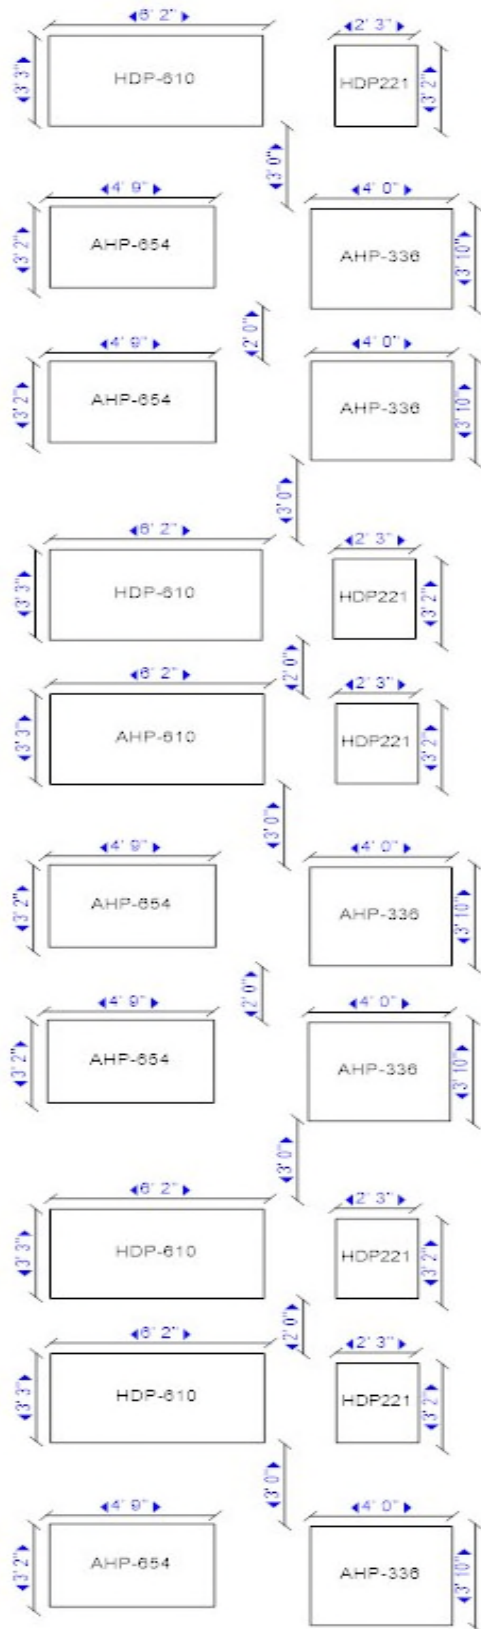 6' 2" 2' 3"
3' 3" HDP-610 HDP221 3' 2"
3' 0"
4' 9" 4' 0"
3' 2" AHP-654 AHP-336 3' 10"
2' 0"
4' 9" 4' 0"
3' 2" AHP-654 AHP-336 3' 10"
3' 0"
6' 2" 2' 3"
3' 3" HDP-610 HDP221 3' 2"
2' 0"
6' 2" 2' 3"
3' 3" AHP-610 HDP221 3' 2"
3' 0"
4' 9" 4' 0"
3' 2" AHP-654 AHP-336 3' 10"
2' 0"
4' 9" 4' 0"
3' 2" AHP-654 AHP-336 3' 10"
3' 0"
6' 2" 2' 3"
3' 3" HDP-610 HDP221 3' 2"
2' 0"
6' 2" 2' 3"
3' 3" HDP-610 HDP221 3' 2"
3' 0"
4' 9" 4' 0"
3' 2" AHP-654 AHP-336 3' 10"